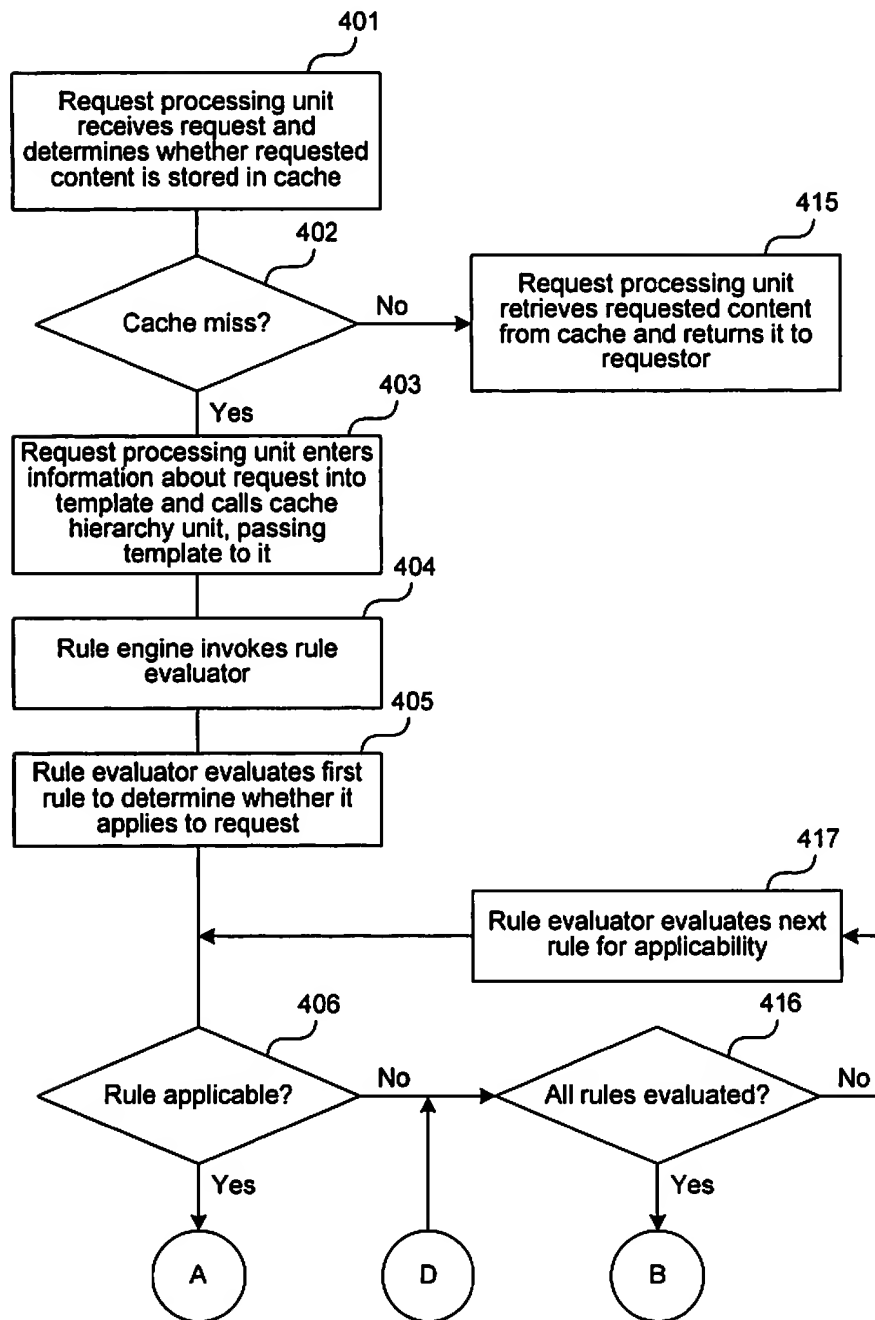 401
Request processing unit
receives request and
determines whether requested
content is stored in cache
415
402
Request processing unit
retrieves requested content
from cache and returns it to
requestor
Cache miss?
No
Yes
403
Request processing unit enters
information about request into
template and calls cache
hierarchy unit, passing
template to it
404
Rule engine invokes rule
evaluator
405
Rule evaluator evaluates first
rule to determine whether it
applies to request
417
Rule evaluator evaluates next
rule for applicability
406
416
Rule applicable?
No
All rules evaluated?
No
Yes
Yes
A
D
B